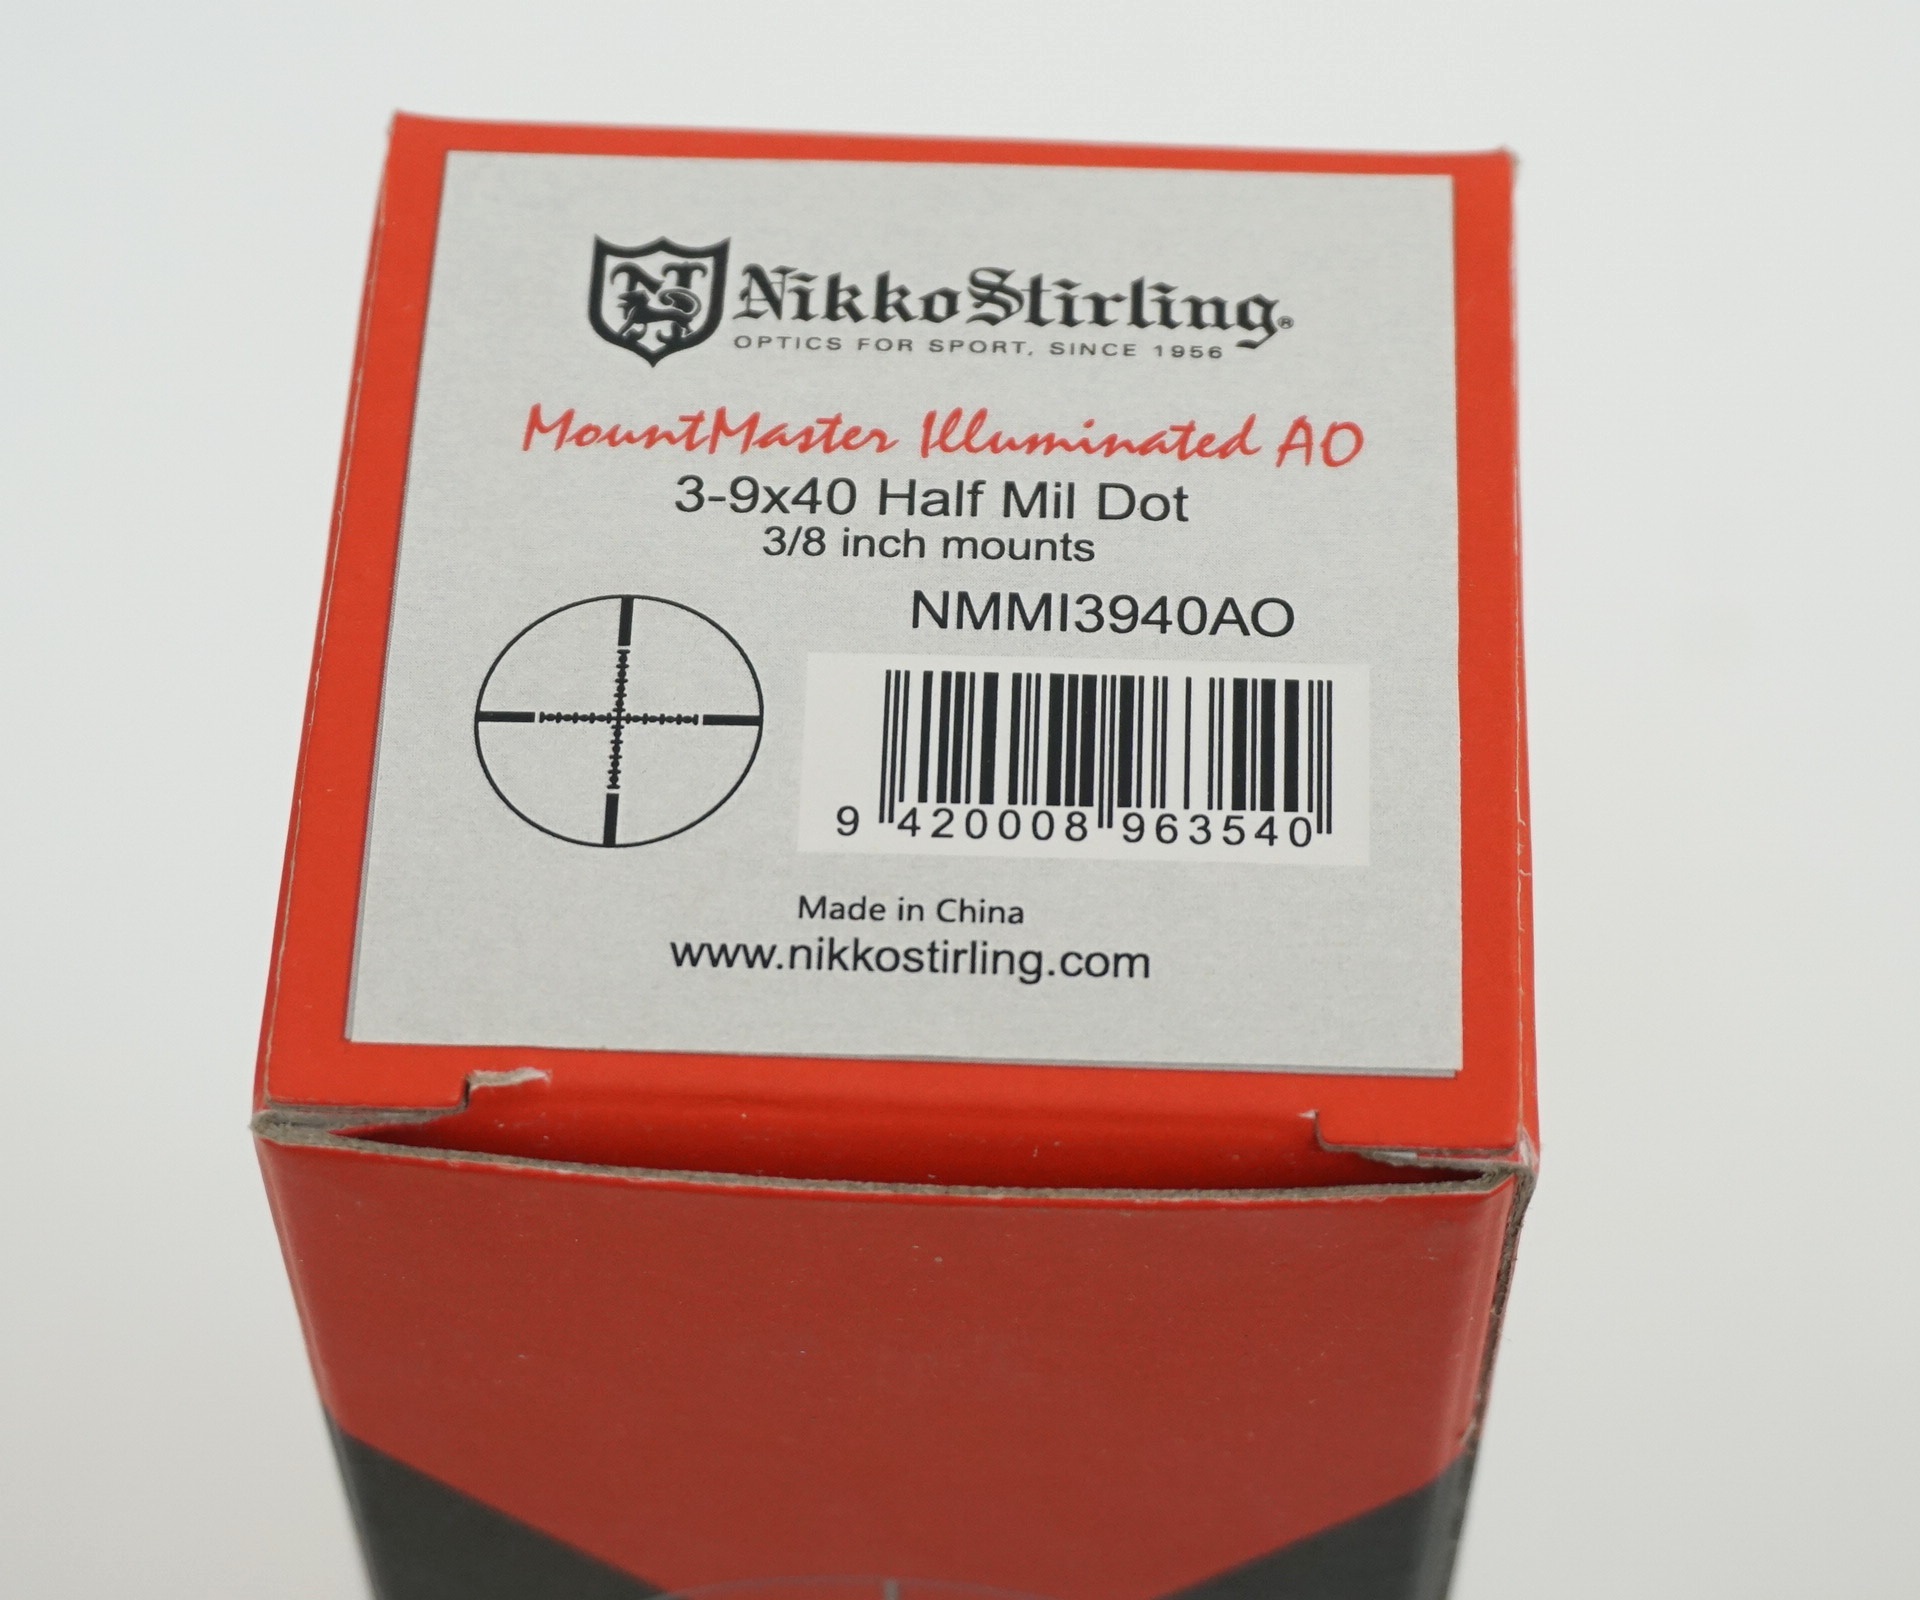 NikkoStirling®
OPTICS FOR SPORT, SINCE 1956
MountMaster Illuminated AO
3-9x40 Half Mil Dot
3/8 inch mounts
NMMI3940AO
9 420008 963540
Made in China
www.nikkostirling.com